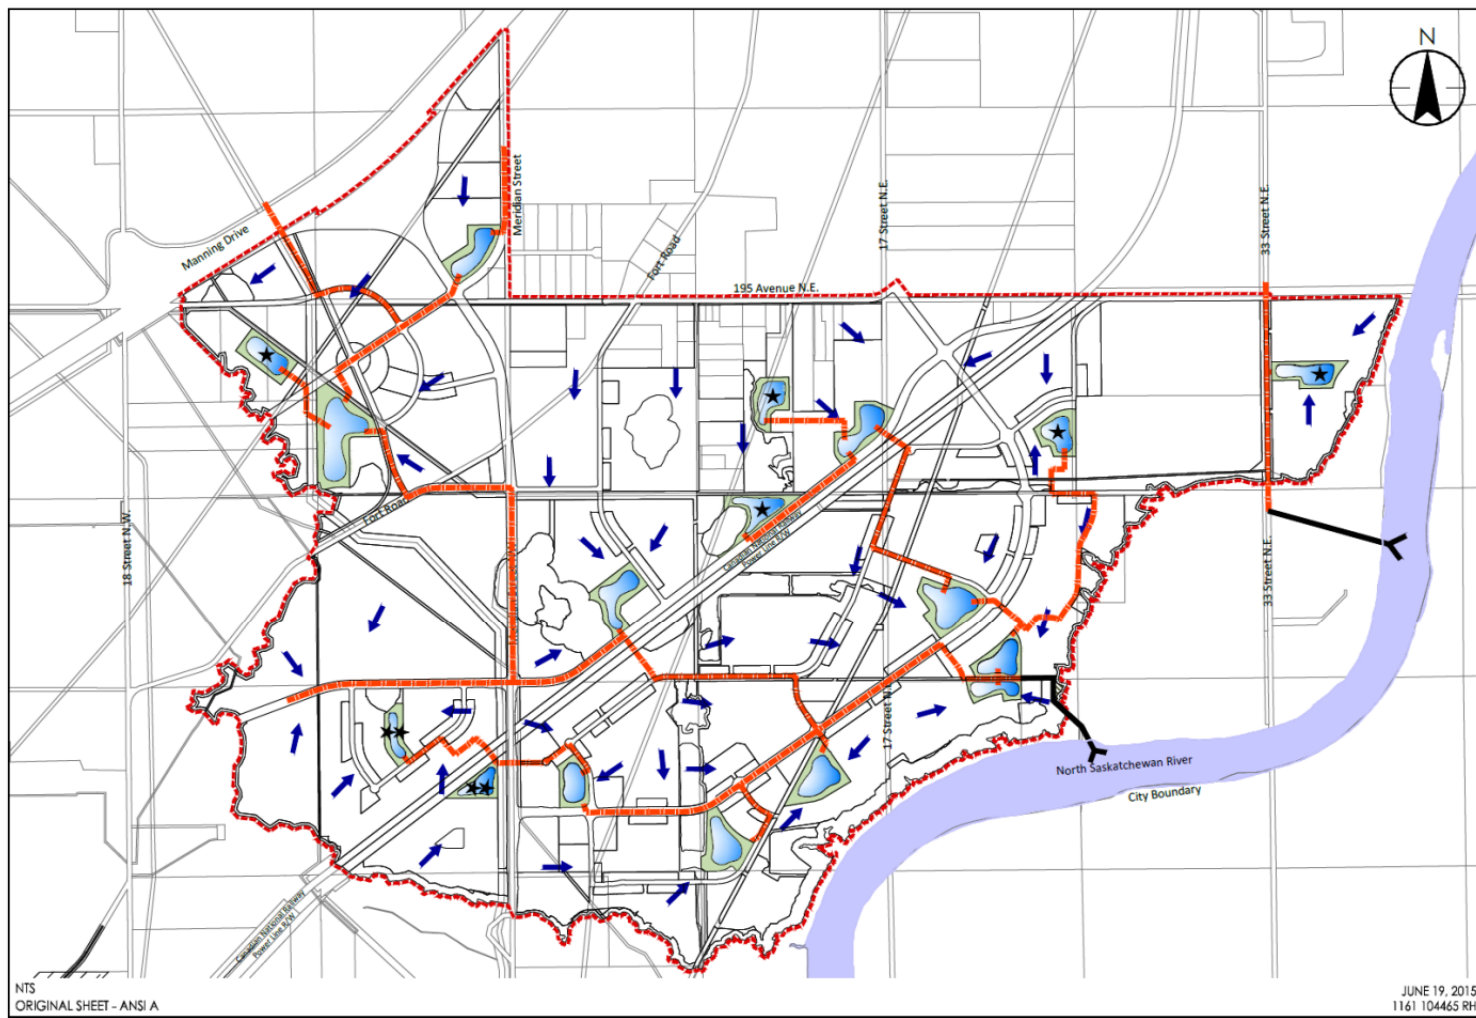 N
Manning Drive
Meridian Street
Fort Road
17 Street N.E.
33 Street N.E.
195 Avenue N.E.
18 Street N.W.
Fort Road
Canadian National Railway
Power Line R/W
33 Street N.E.
North Saskatchewan River
City Boundary
Canadian National Railway
Power Line R/W
NTS
ORIGINAL SHEET - ANSI A
JUNE 19, 2015
1161 104465 RH